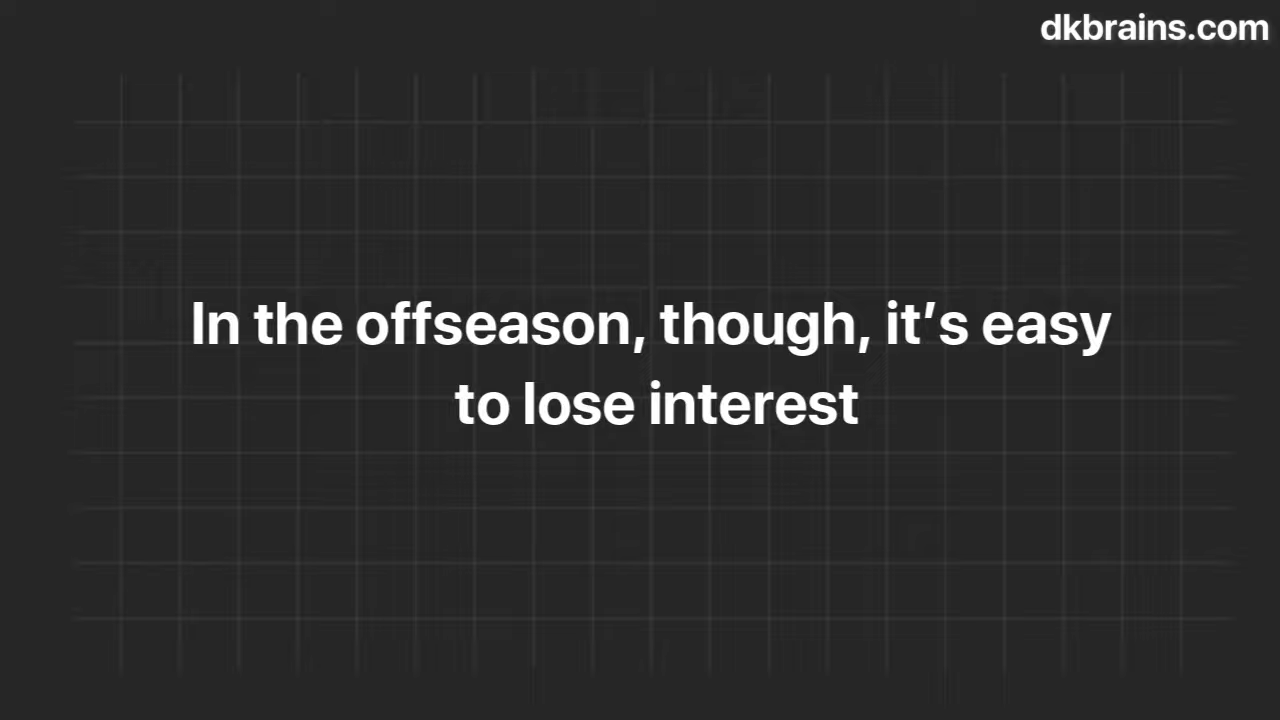 dkbrains.com
In the offseason, though, it’s easy
to lose interest